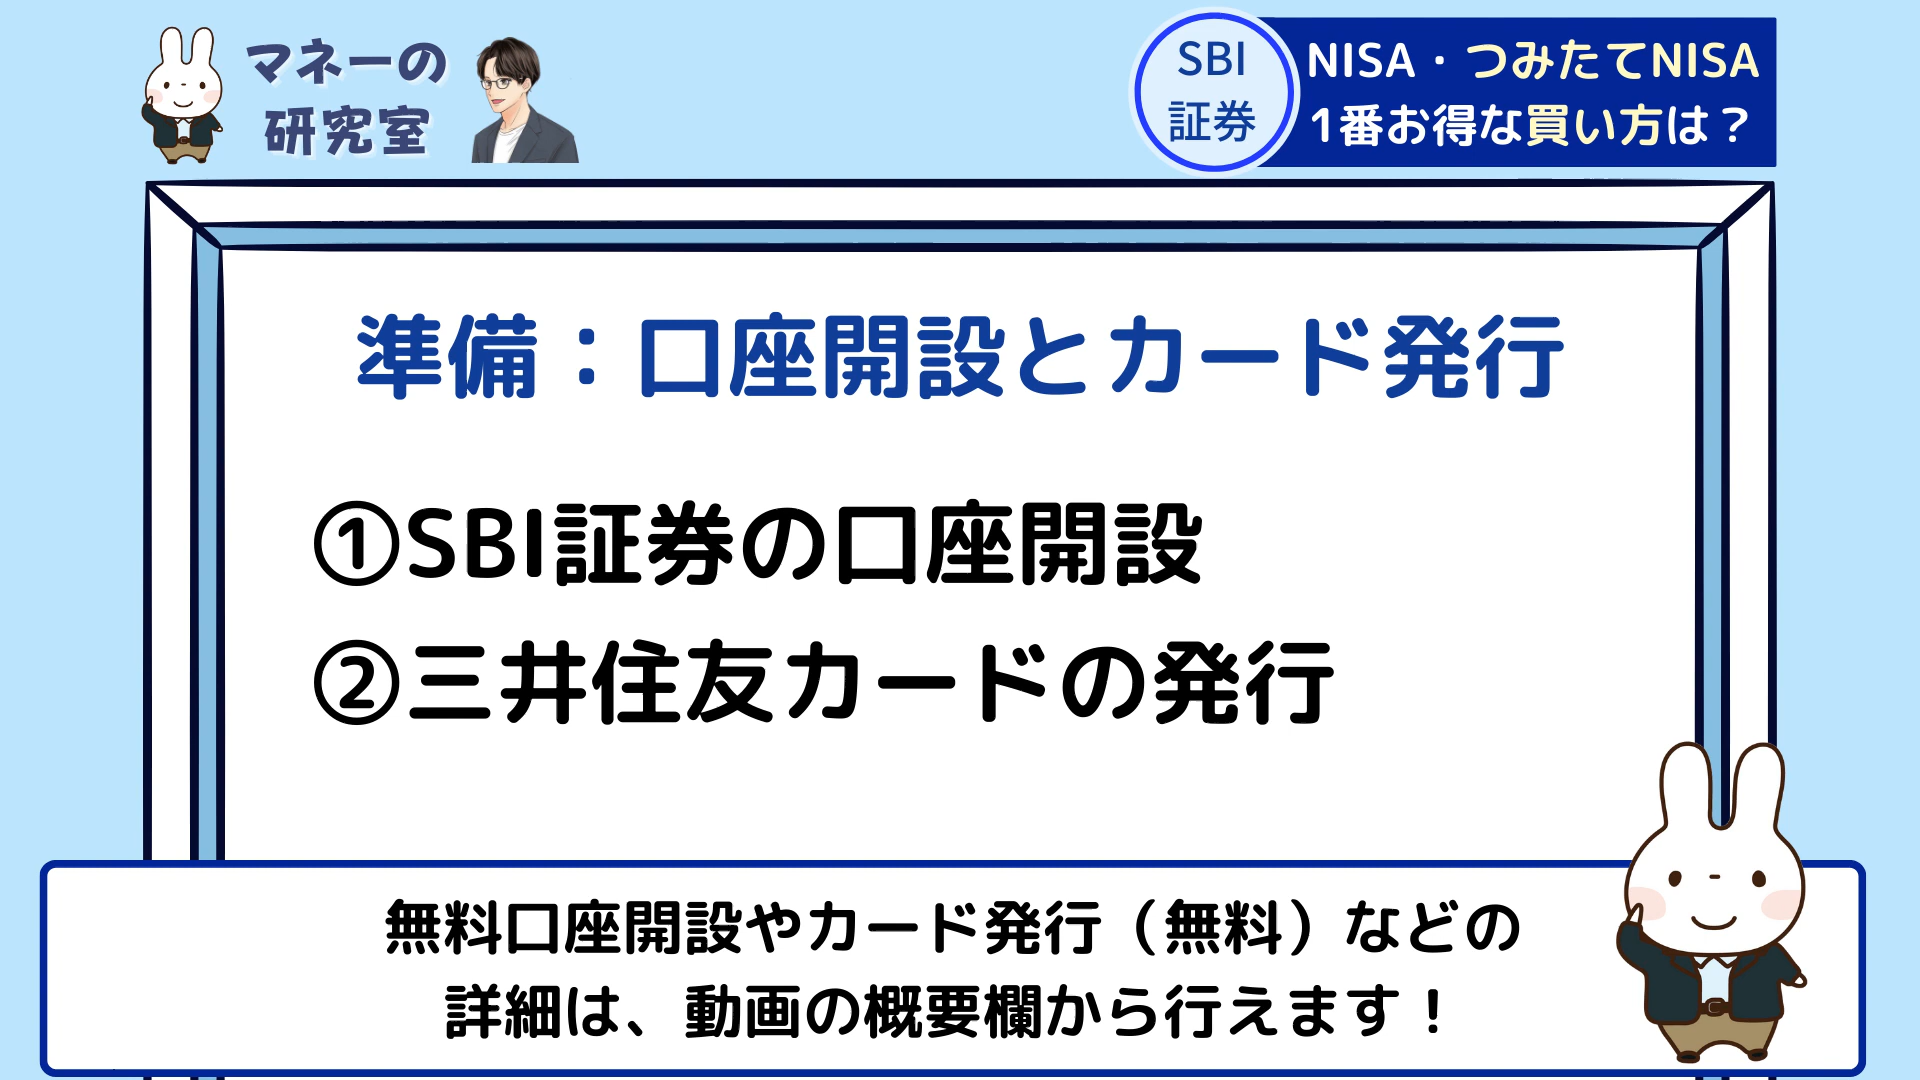 マネーの
研究室
SBI
証券
NISA・つみたてNISA
1番お得な買い方は？
準備：口座開設とカード発行
①SBI証券の口座開設
②三井住友カードの発行
無料口座開設やカード発行（無料）などの
詳細は、動画の概要欄から行えます！